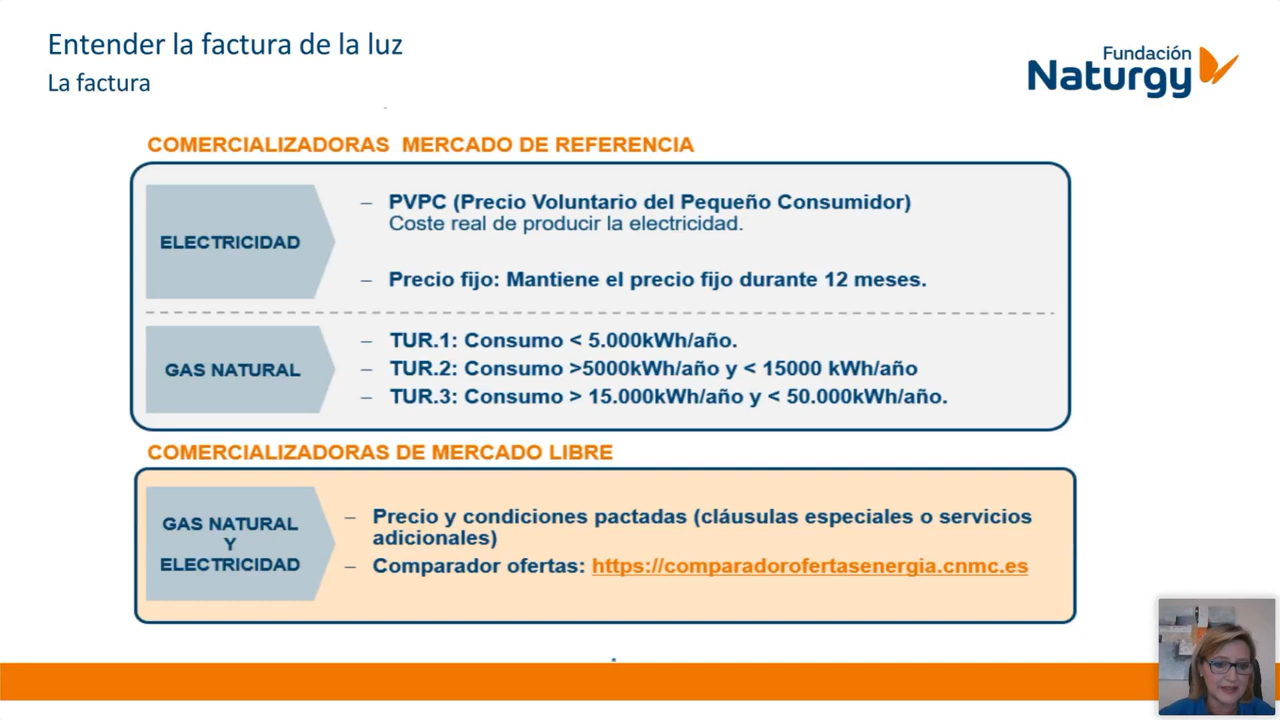 Entender la factura de la luz
La factura
Fundación
Naturgy
COMERCIALIZADORAS MERCADO DE REFERENCIA
ELECTRICIDAD
– PVPC (Precio Voluntario del Pequeño Consumidor)
Coste real de producir la electricidad.
– Precio fijo: Mantiene el precio fijo durante 12 meses.
GAS NATURAL
– TUR.1: Consumo < 5.000kWh/año.
– TUR.2: Consumo >5000kWh/año y < 15000 kWh/año
– TUR.3: Consumo > 15.000kWh/año y < 50.000kWh/año.
COMERCIALIZADORAS DE MERCADO LIBRE
GAS NATURAL
Y
ELECTRICIDAD
– Precio y condiciones pactadas (cláusulas especiales o servicios
adicionales)
– Comparador ofertas: https://comparadorofertasenergia.cnmc.es